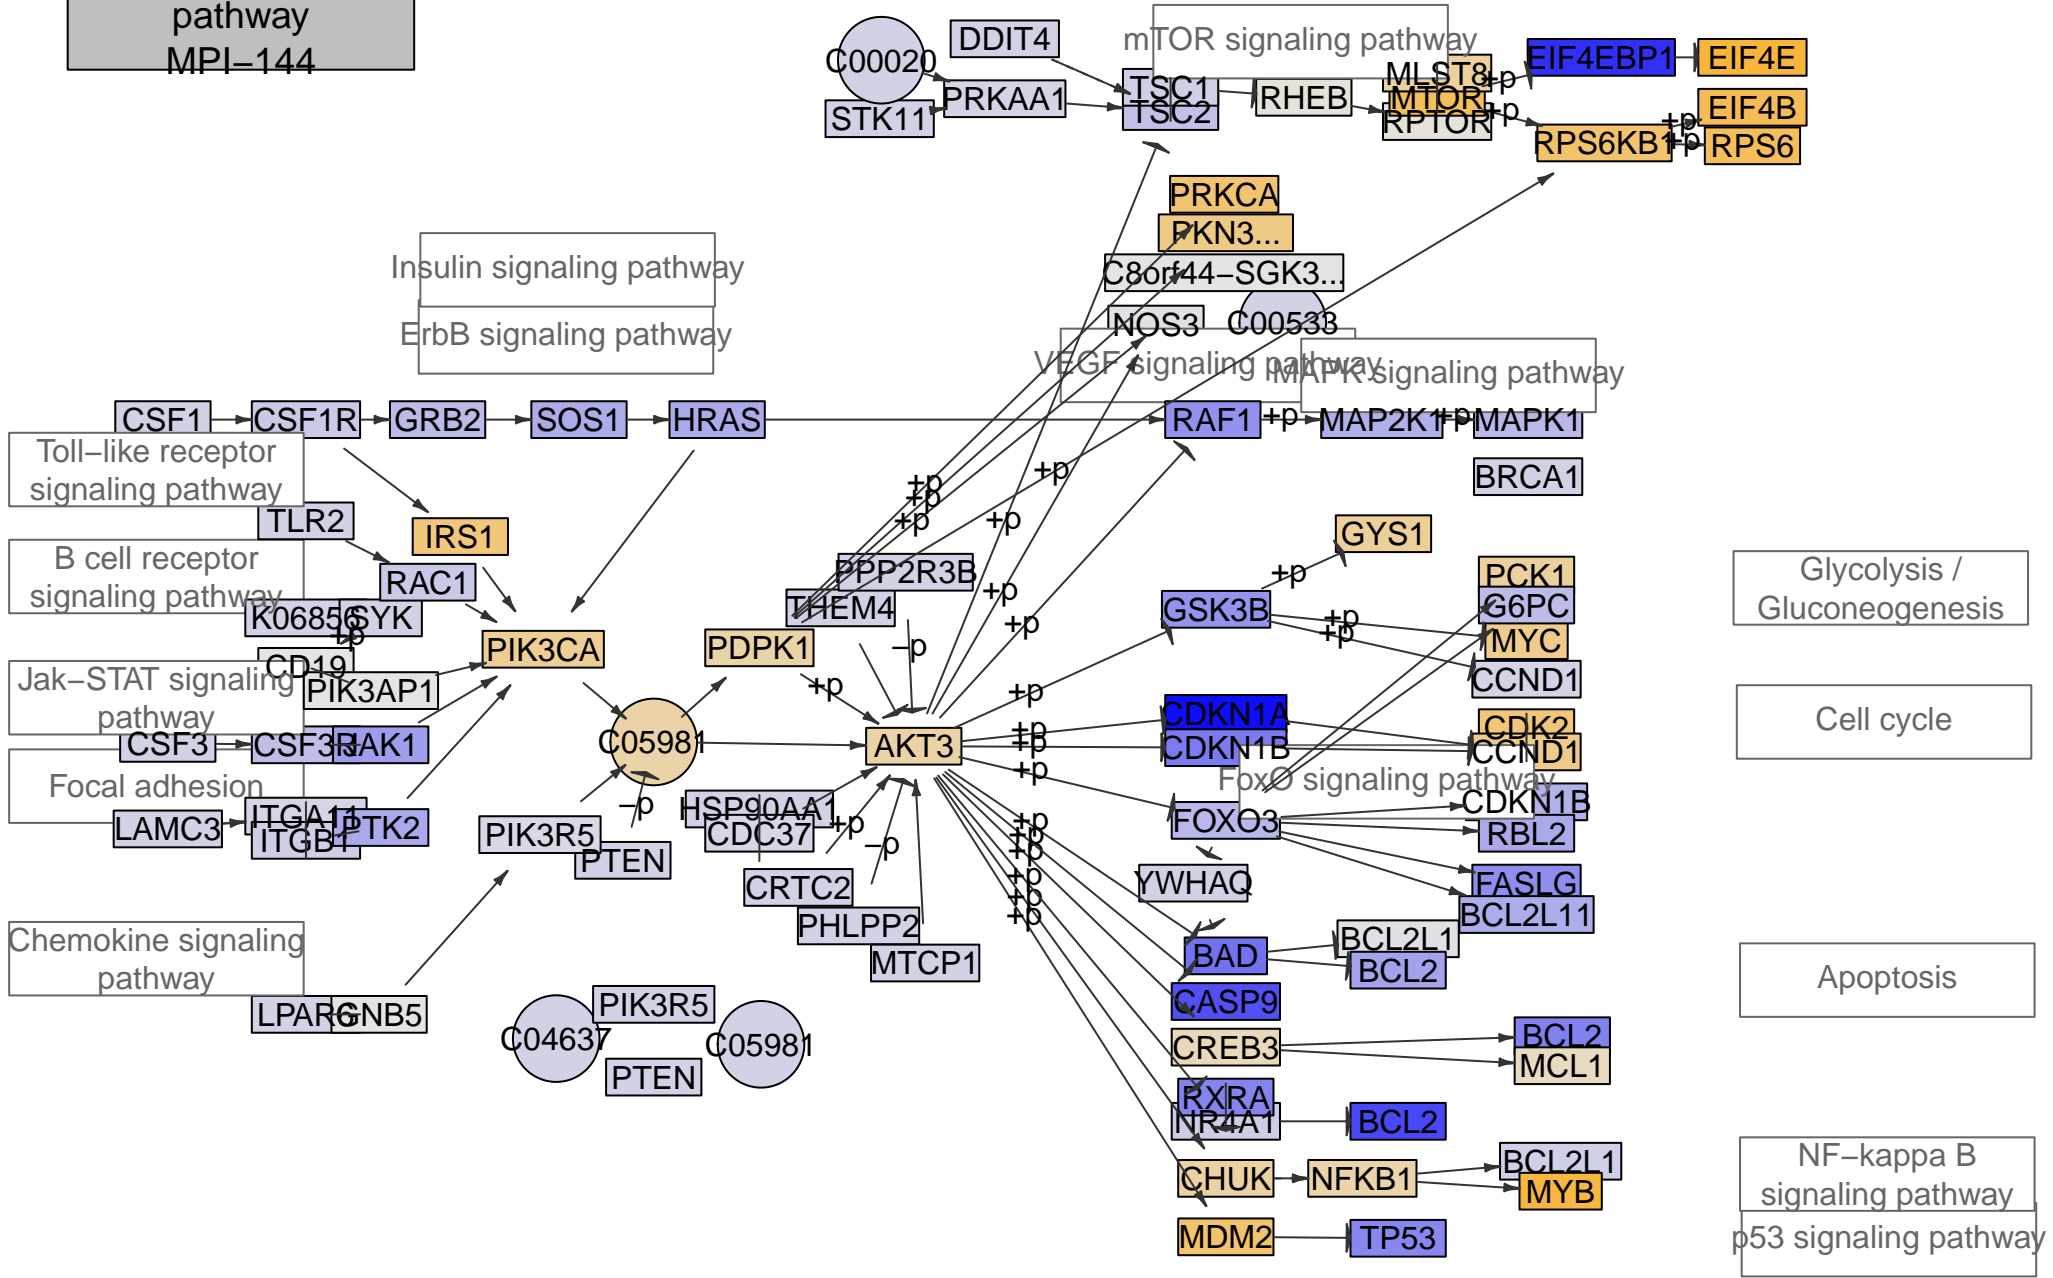 pathway
MPI−144
C00020
DDIT4
STK11
PRKAA1
TSC1
TSC2
mTOR signaling pathway
RHEB
MLST8
MTOR
RPTOR
+p
+p
EIF4EBP1
EIF4E
RPS6KB1
+p
+p
EIF4B
RPS6
PRKCA
PKN3...
C8orf44−SGK3...
NOS3
C00533
Insulin signaling pathway
ErbB signaling pathway
VEGF signaling pathway
MAPK signaling pathway
CSF1
CSF1R
GRB2
SOS1
HRAS
RAF1
+p
MAP2K1
+p
MAPK1
BRCA1
Toll−like receptor
signaling pathway
TLR2
IRS1
B cell receptor
signaling pathway
RAC1
K06856
SYK
+p
CD19
PIK3AP1
PIK3CA
PDPK1
THEM4
PPP2R3B
+p
+p
+p
+p
+p
+p
+p
−p
+p
GSK3B
+p
GYS1
+p
+p
PCK1
G6PC
MYC
CCND1
Glycolysis /
Gluconeogenesis
Jak−STAT signaling
pathway
CSF3
CSF3R
JAK1
C05981
AKT3
+p
+p
+p
+p
CDKN1A
CDKN1B
CDK2
CCND1
Cell cycle
FoxO signaling pathway
Focal adhesion
LAMC3
ITGA11
ITGB1
PTK2
PIK3R5
PTEN
−p
HSP90AA1
CDC37
+p
−p
CRTC2
PHLPP2
MTCP1
FOXO3
CDKN1B
RBL2
YWHAQ
FASLG
BCL2L11
+p
+p
+p
+p
+p
+p
BAD
BCL2L1
BCL2
CASP9
Apoptosis
Chemokine signaling
pathway
LPAR6
GNB5
C04637
PIK3R5
C05981
PTEN
CREB3
BCL2
MCL1
RXRA
NR4A1
BCL2
CHUK
NFKB1
BCL2L1
MYB
NF−kappa B
signaling pathway
MDM2
TP53
p53 signaling pathway